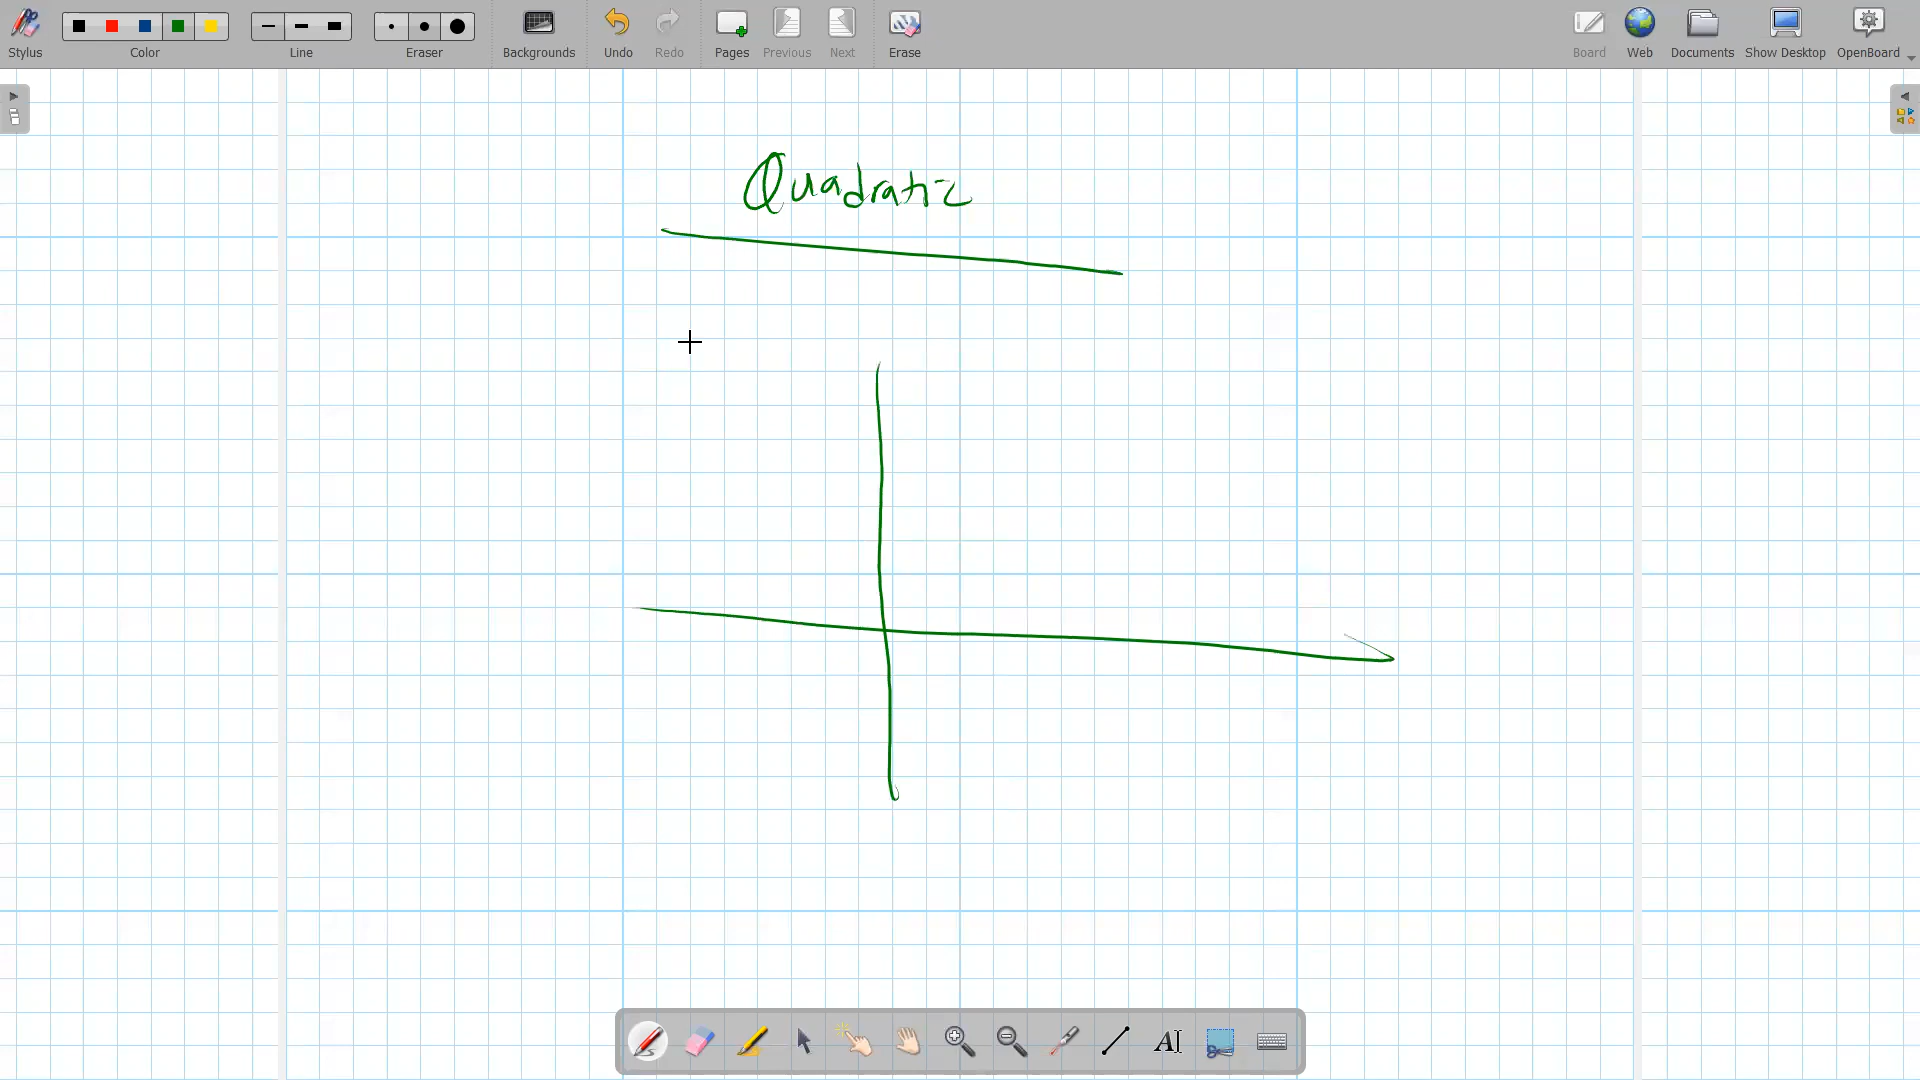 Stylus
Color
Line
Eraser
Backgrounds
Undo
Redo
Pages
Previous
Next
Erase
Board
Web
Documents
Show Desktop
OpenBoard
Quadratic